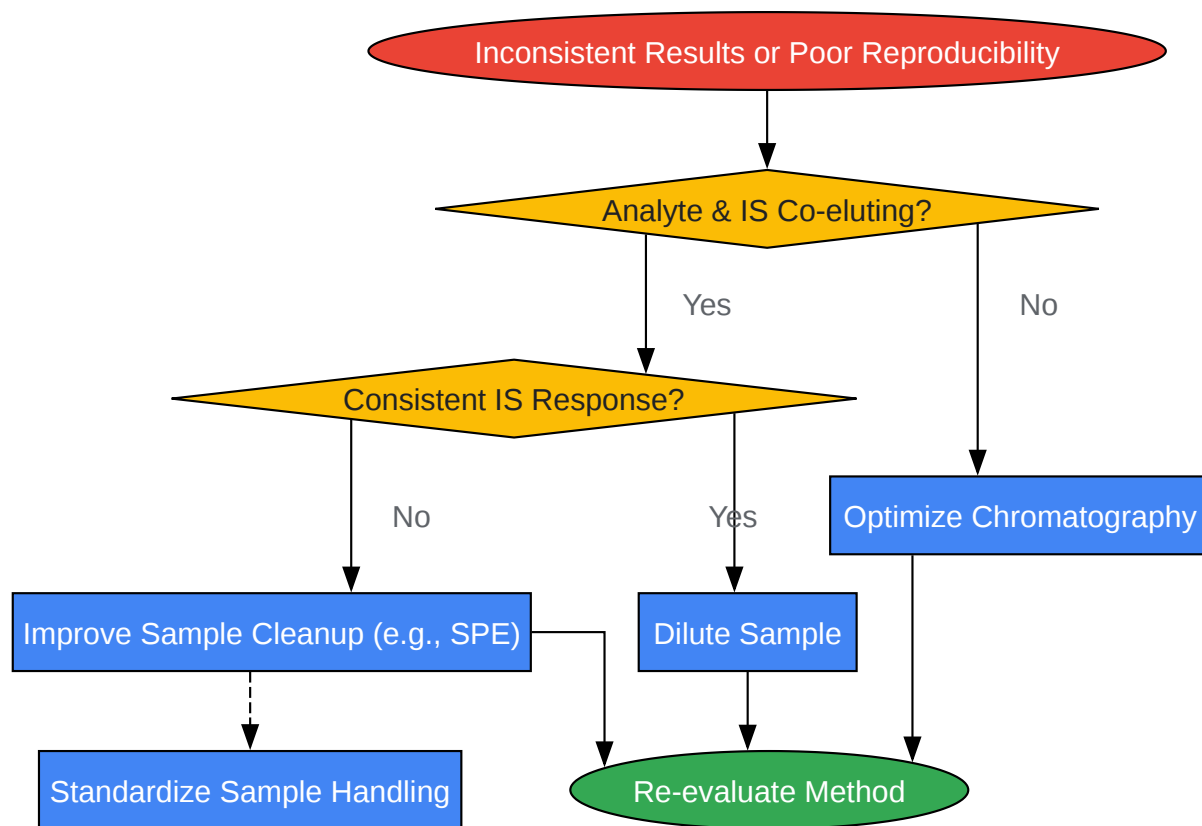 Inconsistent Results or Poor Reproducibility
Analyte & IS Co-eluting?
Yes
No
Consistent IS Response?
No
Yes
Optimize Chromatography
Improve Sample Cleanup (e.g., SPE)
Dilute Sample
Standardize Sample Handling
Re-evaluate Method